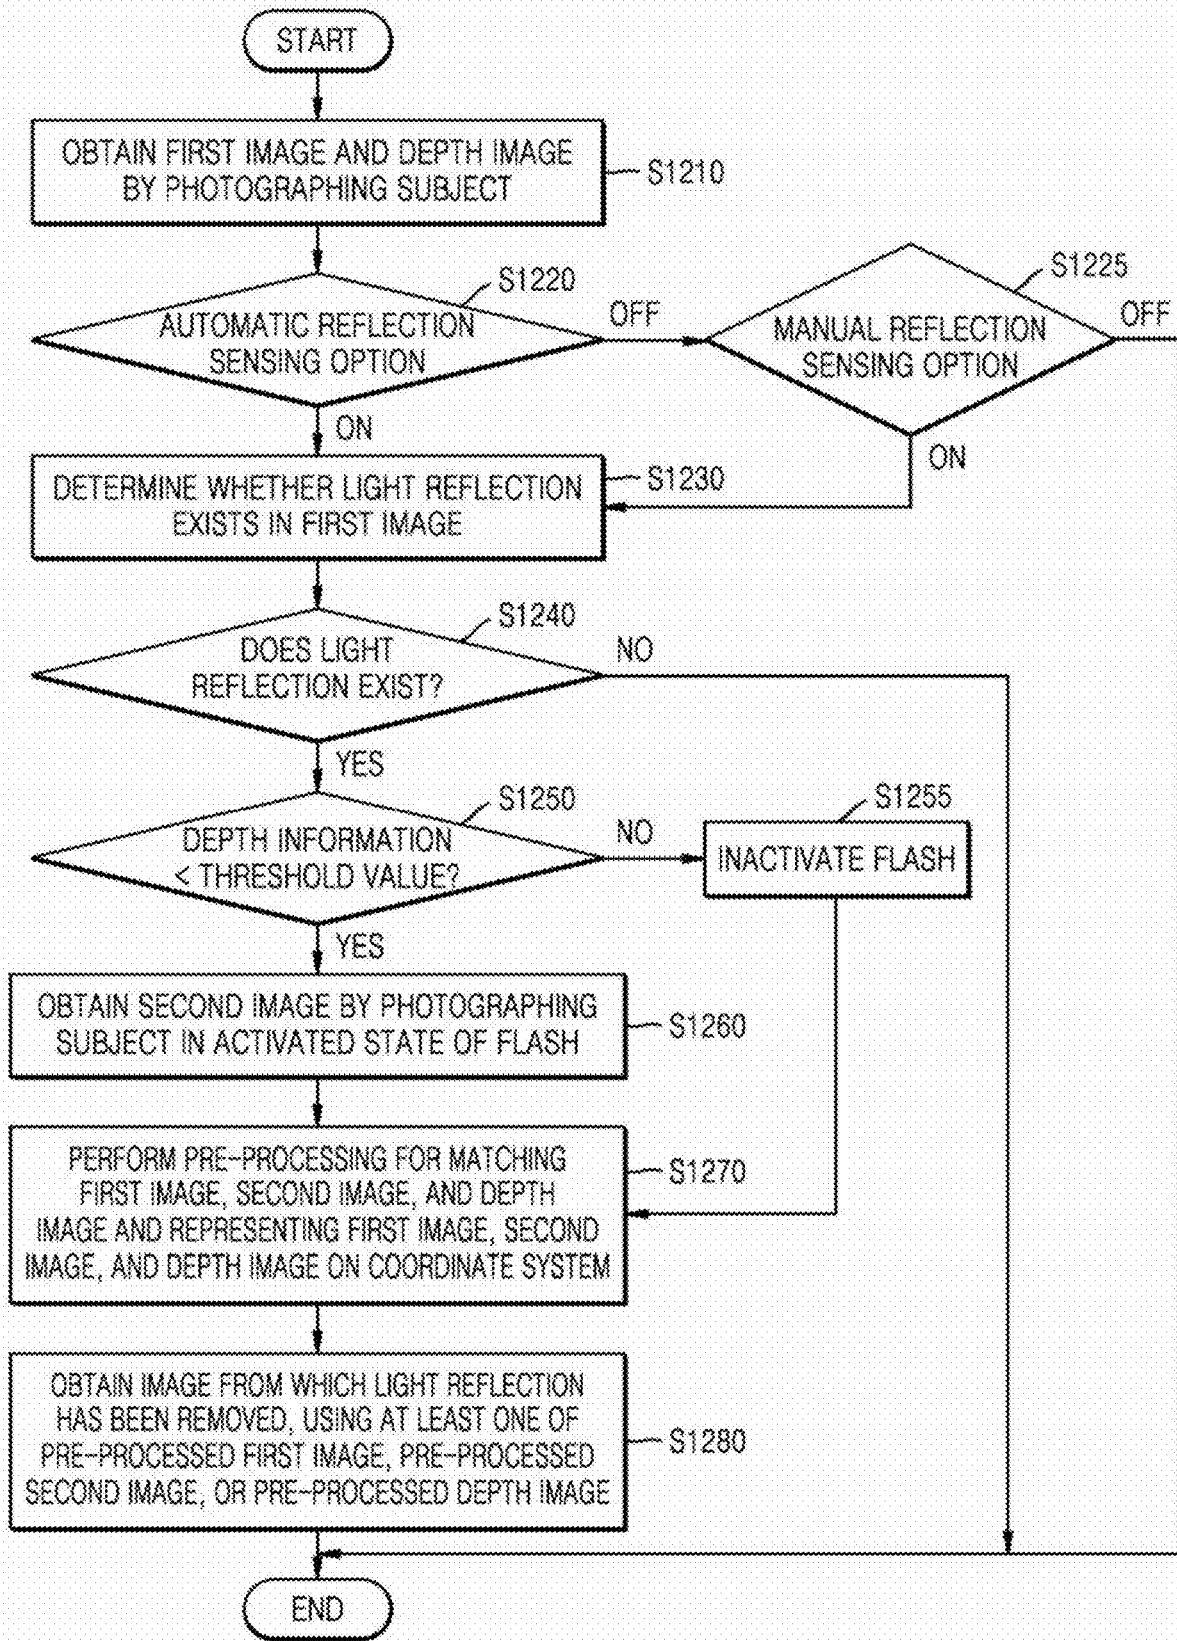 START
OBTAIN FIRST IMAGE AND DEPTH IMAGE
BY PHOTOGRAPHING SUBJECT
S1210
S1220
AUTOMATIC REFLECTION
SENSING OPTION
OFF
S1225
MANUAL REFLECTION
SENSING OPTION
OFF
ON
ON
DETERMINE WHETHER LIGHT REFLECTION
EXISTS IN FIRST IMAGE
S1230
S1240
DOES LIGHT
REFLECTION EXIST?
NO
YES
S1250
DEPTH INFORMATION
< THRESHOLD VALUE?
NO
S1255
INACTIVATE FLASH
YES
OBTAIN SECOND IMAGE BY PHOTOGRAPHING
SUBJECT IN ACTIVATED STATE OF FLASH
S1260
PERFORM PRE-PROCESSING FOR MATCHING
FIRST IMAGE, SECOND IMAGE, AND DEPTH
IMAGE AND REPRESENTING FIRST IMAGE, SECOND
IMAGE, AND DEPTH IMAGE ON COORDINATE SYSTEM
S1270
OBTAIN IMAGE FROM WHICH LIGHT REFLECTION
HAS BEEN REMOVED, USING AT LEAST ONE OF
PRE-PROCESSED FIRST IMAGE, PRE-PROCESSED
SECOND IMAGE, OR PRE-PROCESSED DEPTH IMAGE
S1280
END